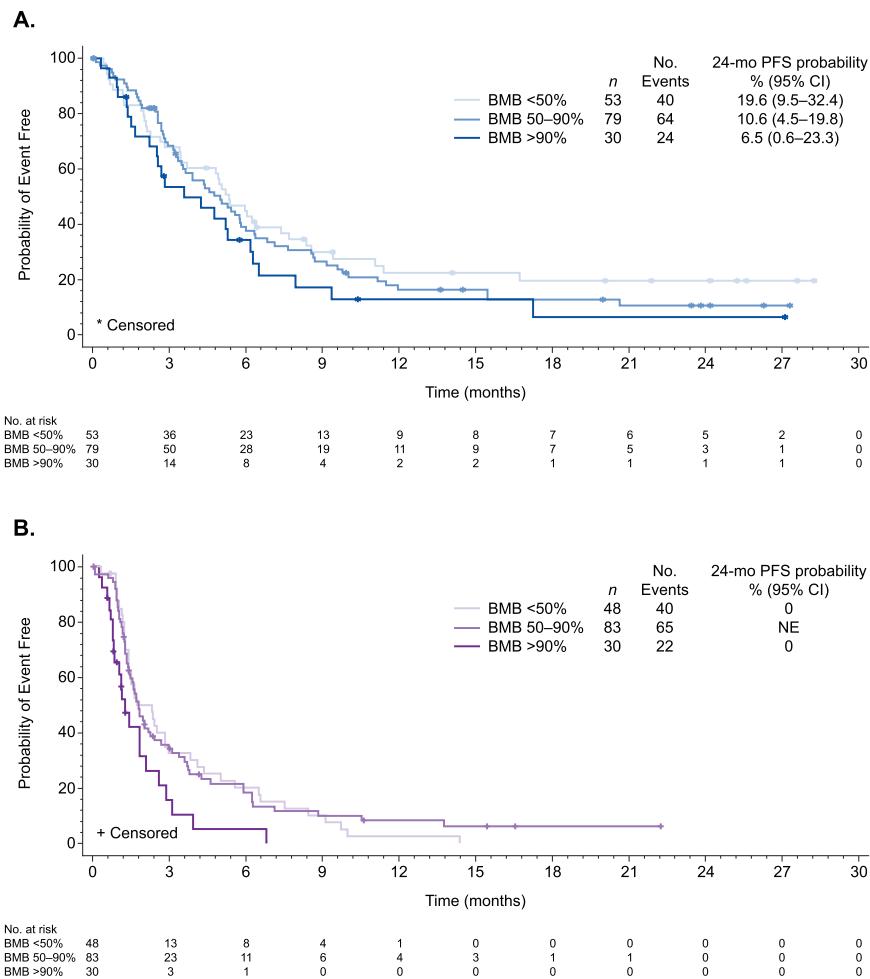 A.
No. 24-mo PFS probability
n Events % (95% CI)
BMB <50% 53 40 19.6 (9.5–32.4)
BMB 50–90% 79 64 10.6 (4.5–19.8)
BMB >90% 30 24 6.5 (0.6–23.3)
Probability of Event Free
100
80
60
40
20
0
* Censored
0 3 6 9 12 15 18 21 24 27 30
Time (months)
No. at risk
BMB <50% 53 36 23 13 9 8 7 6 5 2 0
BMB 50–90% 79 50 28 19 11 9 7 5 3 1 0
BMB >90% 30 14 8 4 2 2 1 1 1 1 0
B.
No. 24-mo PFS probability
n Events % (95% CI)
BMB <50% 48 40 0
BMB 50–90% 83 65 NE
BMB >90% 30 22 0
Probability of Event Free
100
80
60
40
20
0
+ Censored
0 3 6 9 12 15 18 21 24 27 30
Time (months)
No. at risk
BMB <50% 48 13 8 4 1 0 0 0 0 0 0
BMB 50–90% 83 23 11 6 4 3 1 1 0 0 0
BMB >90% 30 3 1 0 0 0 0 0 0 0 0